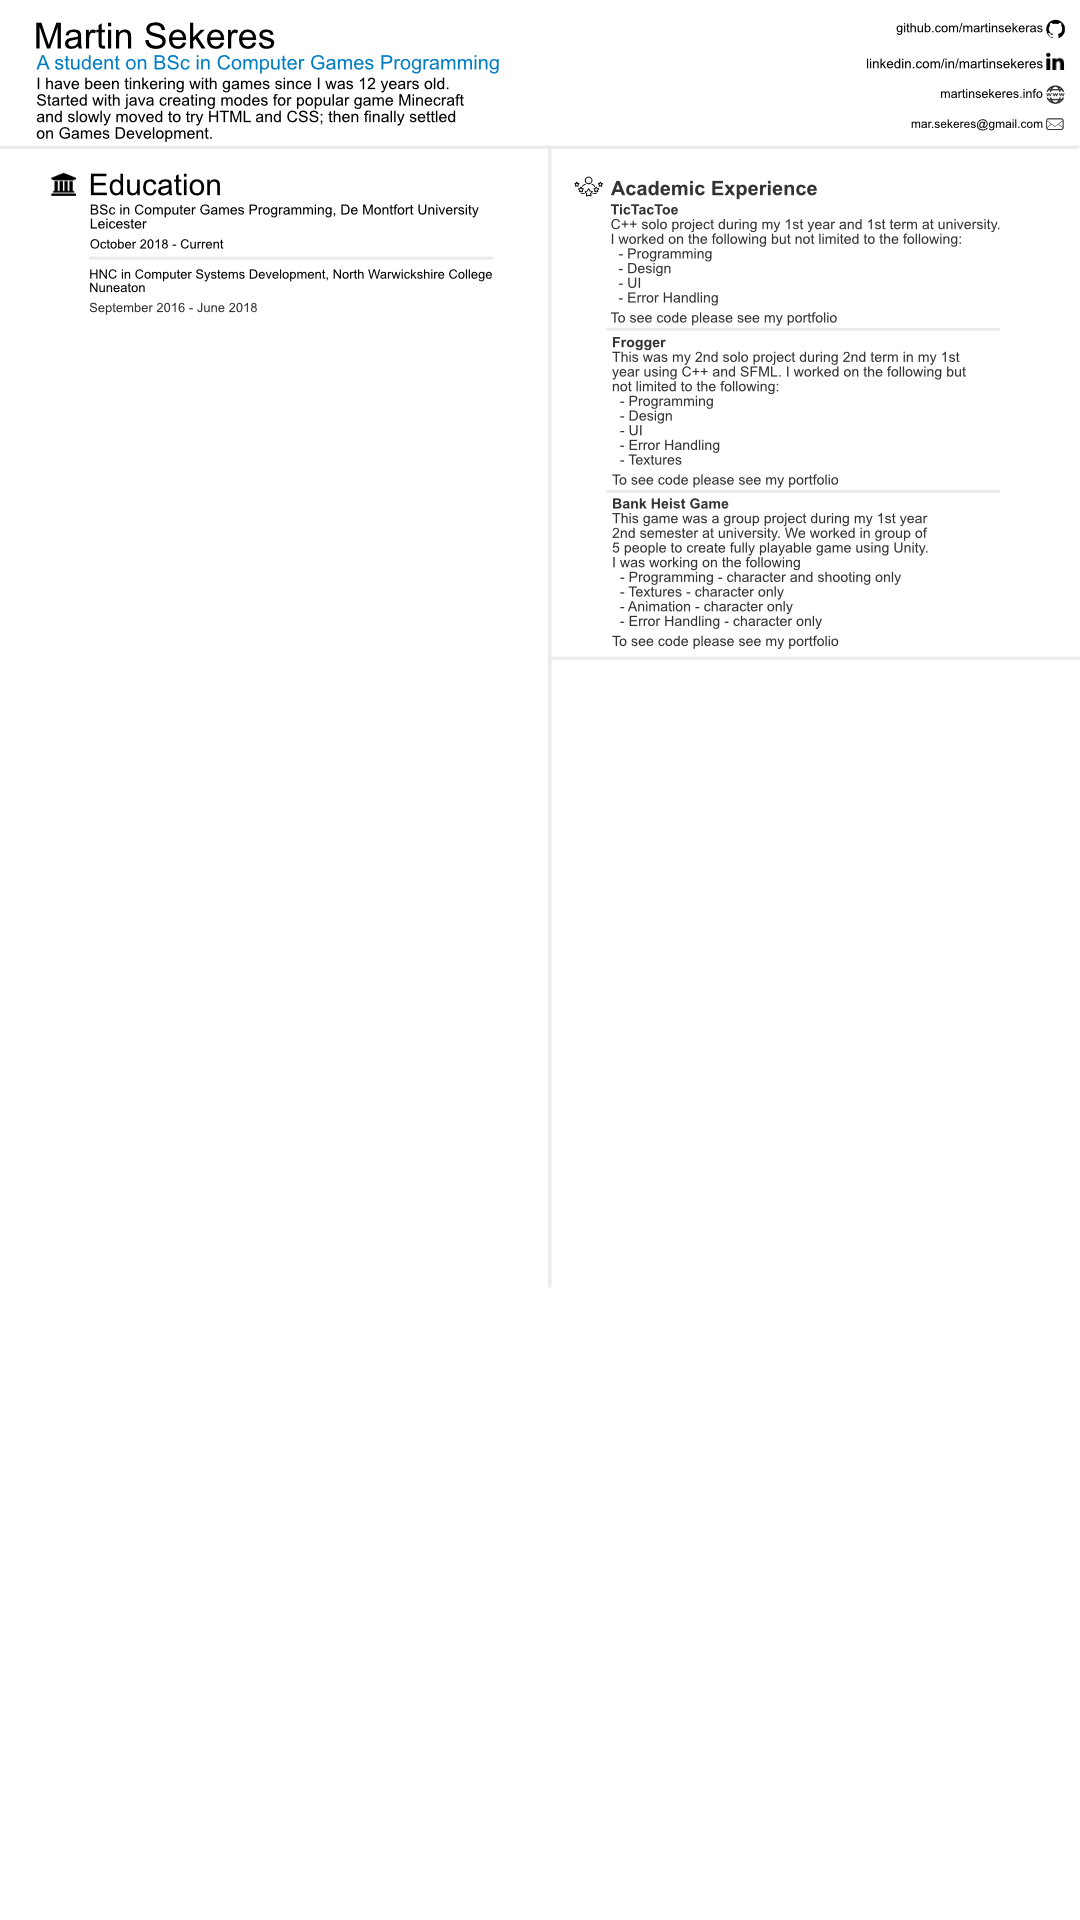 Martin Sekeres
A student on BSc in Computer Games Programming
I have been tinkering with games since I was 12 years old.
Started with java creating modes for popular game Minecraft
and slowly moved to try HTML and CSS; then finally settled
on Games Development.
github.com/martinsekeras
linkedin.com/in/martinsekeres
martinsekeres.info
mar.sekeres@gmail.com
Education
BSc in Computer Games Programming, De Montfort University
Leicester
October 2018 - Current
HNC in Computer Systems Development, North Warwickshire College
Nuneaton
September 2016 - June 2018
Academic Experience
TicTacToe
C++ solo project during my 1st year and 1st term at university.
I worked on the following but not limited to the following:
- Programming
- Design
- UI
- Error Handling
To see code please see my portfolio
Frogger
This was my 2nd solo project during 2nd term in my 1st
year using C++ and SFML. I worked on the following but
not limited to the following:
- Programming
- Design
- UI
- Error Handling
- Textures
To see code please see my portfolio
Bank Heist Game
This game was a group project during my 1st year
2nd semester at university. We worked in group of
5 people to create fully playable game using Unity.
I was working on the following
- Programming - character and shooting only
- Textures - character only
- Animation - character only
- Error Handling - character only
To see code please see my portfolio